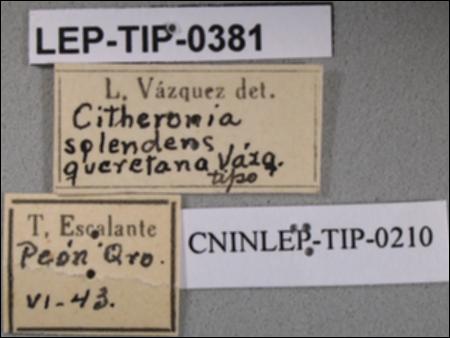 LEP-TIP-0381
L. Vázquez det.
Citheronia
splendens
queretana Vázq.
tipo
T. Escalante
Peón Qro.
VI-43.
CNINLEP-TIP-0210